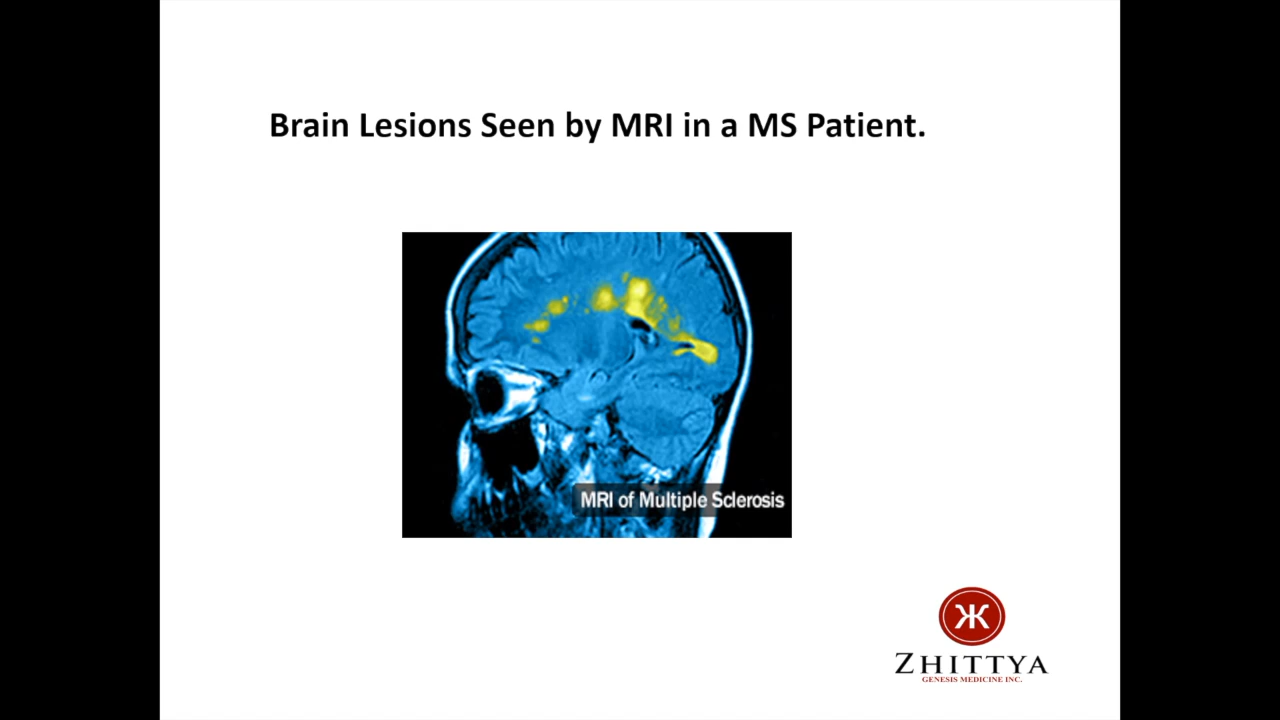 Brain Lesions Seen by MRI in a MS Patient.
MRI of Multiple Sclerosis
Ж
ZHITTYA
GENESIS MEDICINE INC.